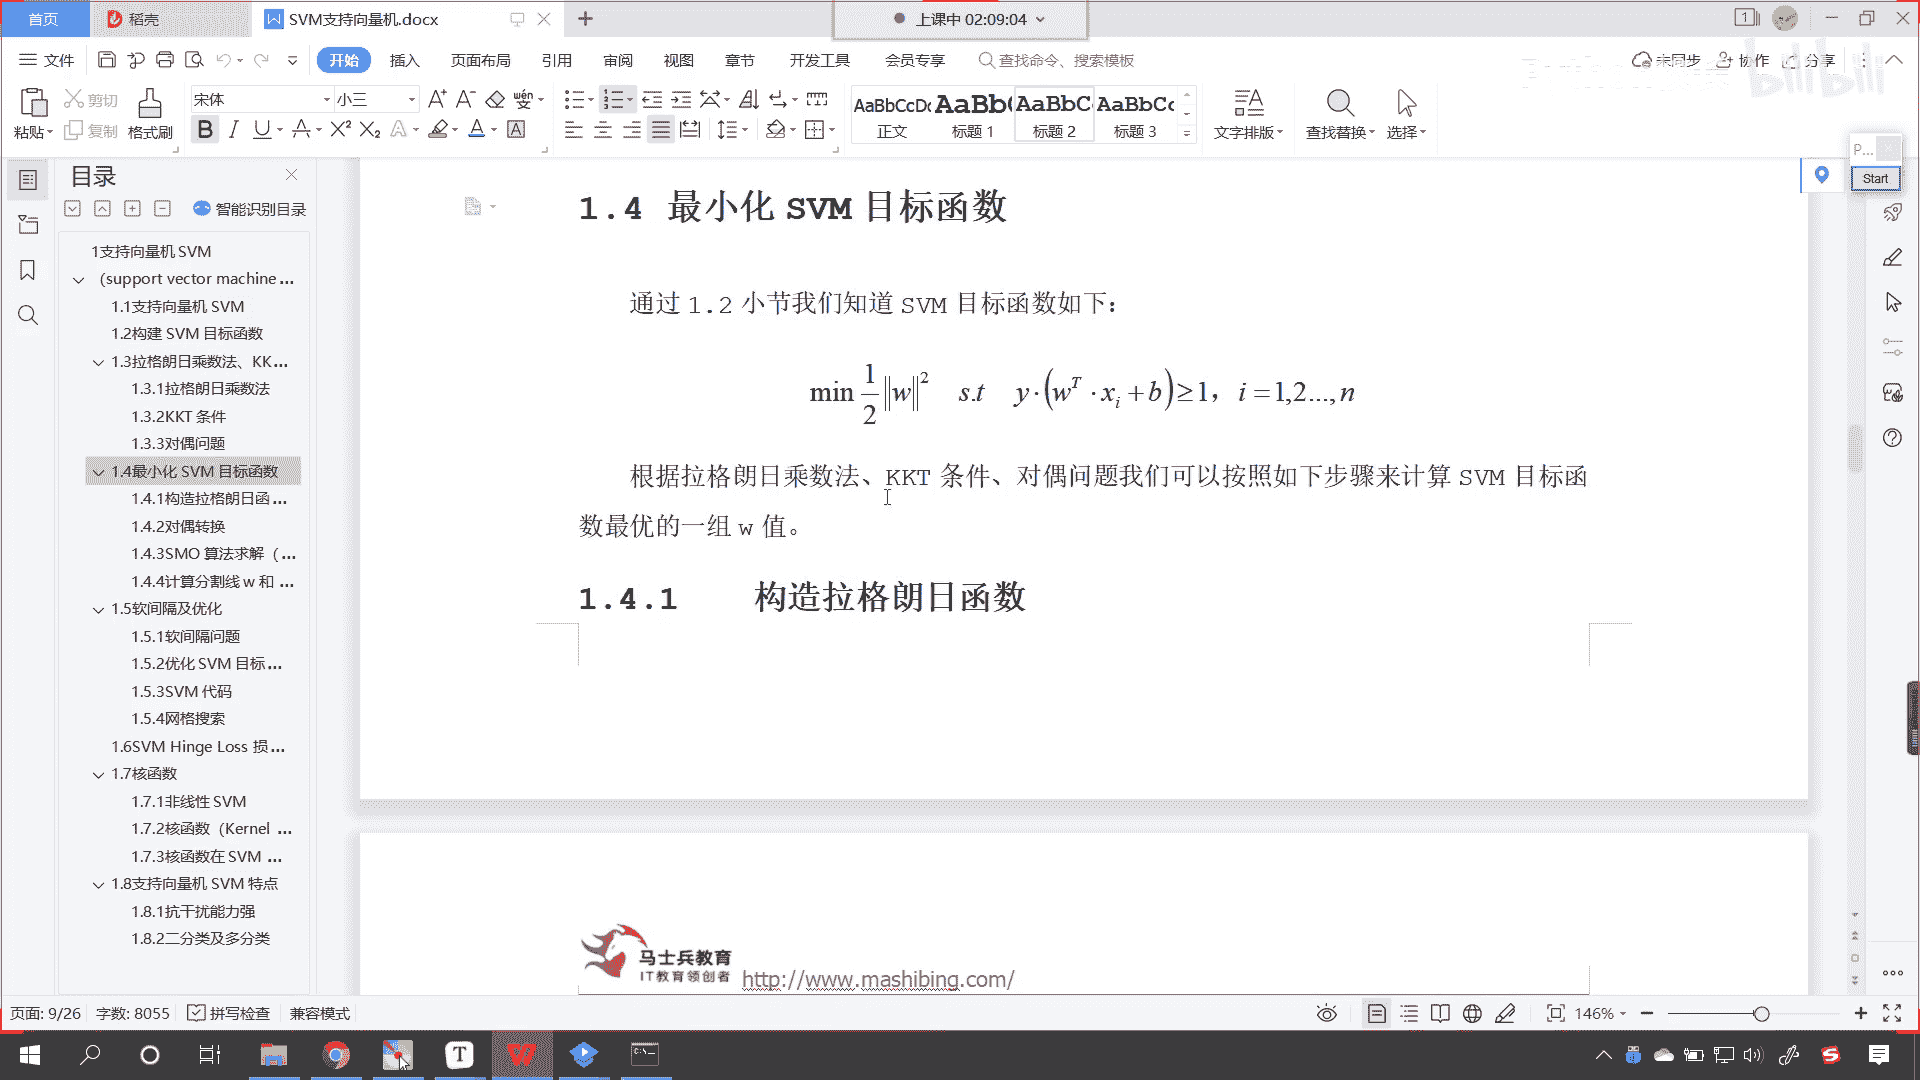 首页
稻壳
SVM支持向量机.docx
上课中 02:09:04
文件
开始
插入
页面布局
引用
审阅
视图
章节
开发工具
会员专享
查找命令、搜索模板
未同步
协作
分享
bilibili
粘贴
剪切
复制
格式刷
宋体
小三
AaBbCcDc
正文
AaBb(
标题 1
AaBbC
标题 2
AaBbCc
标题 3
文字排版
查找替换
选择
P...
Start
目录
智能识别目录
1支持向量机 SVM
(support vector machine ...
1.1支持向量机 SVM
1.2构建 SVM 目标函数
1.3拉格朗日乘数法、KK...
1.3.1拉格朗日乘数法
1.3.2KKT 条件
1.3.3对偶问题
1.4最小化 SVM 目标函数
1.4.1构造拉格朗日函 ...
1.4.2对偶转换
1.4.3SMO 算法求解（ ...
1.4.4计算分割线 w 和 ...
1.5软间隔及优化
1.5.1软间隔问题
1.5.2优化 SVM 目标 ...
1.5.3SVM 代码
1.5.4网格搜索
1.6SVM Hinge Loss 损 ...
1.7核函数
1.7.1非线性 SVM
1.7.2核函数（Kernel ...
1.7.3核函数在 SVM ...
1.8支持向量机 SVM 特点
1.8.1抗干扰能力强
1.8.2二分类及多分类
1.4 最小化 SVM 目标函数
通过 1.2 小节我们知道 SVM 目标函数如下：
min 1/2 ||w||² s.t y·(w^T·x_i+b)≥1，i=1,2...,n
根据拉格朗日乘数法、KKT 条件、对偶问题我们可以按照如下步骤来计算 SVM 目标函
数最优的一组 w 值。
1.4.1 构造拉格朗日函数
马士兵教育
IT教育领创者
http://www.mashibing.com/
页面: 9/26
字数: 8055
拼写检查
兼容模式
146%